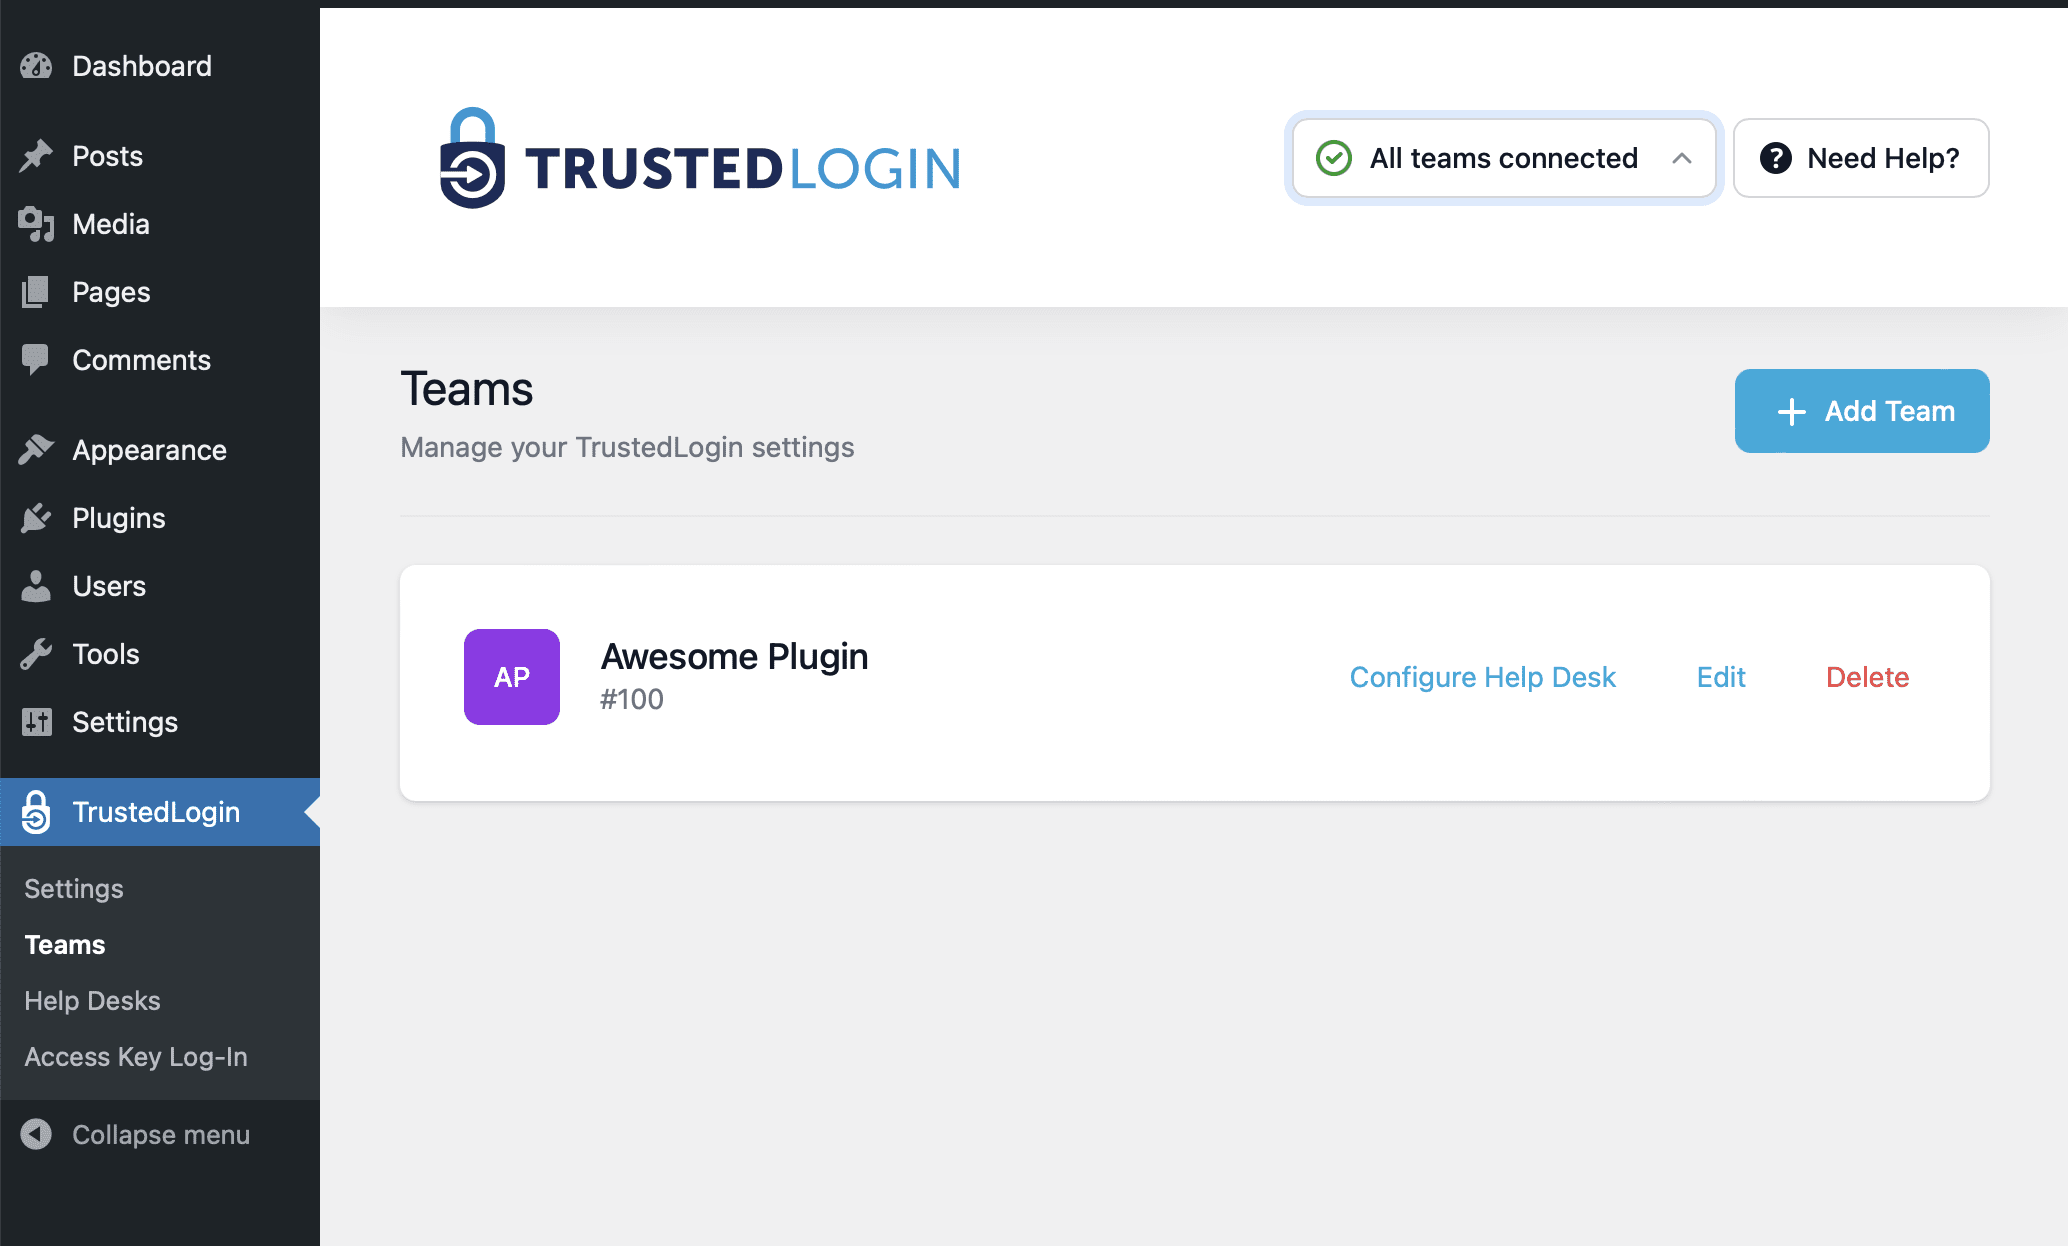 Dashboard
Posts
Media
Pages
Comments
Appearance
Plugins
Users
Tools
Settings
TrustedLogin
Settings
Teams
Help Desks
Access Key Log-In
Collapse menu
TRUSTEDLOGIN
All teams connected
Need Help?
Teams
Manage your TrustedLogin settings
Add Team
AP
Awesome Plugin
#100
Configure Help Desk
Edit
Delete